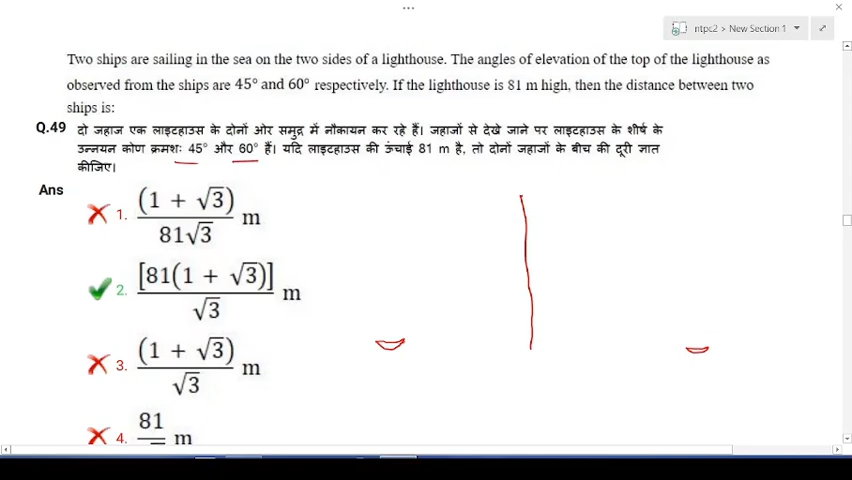 ntpc2 > New Section 1
Two ships are sailing in the sea on the two sides of a lighthouse. The angles of elevation of the top of the lighthouse as
observed from the ships are 45° and 60° respectively. If the lighthouse is 81 m high, then the distance between two
ships is:
Q.49 दो जहाज एक लाइटहाउस के दोनों ओर समुद्र में नौकायन कर रहे हैं। जहाजों से देखे जाने पर लाइटहाउस के शीर्ष के
उन्नयन कोण क्रमशः 45° और 60° हैं। यदि लाइटहाउस की ऊंचाई 81 m है, तो दोनों जहाजों के बीच की दूरी ज्ञात
कीजिए।
Ans
1. (1 + √3) / 81√3 m
2. [81(1 + √3)] / √3 m
3. (1 + √3) / √3 m
4. 81 m